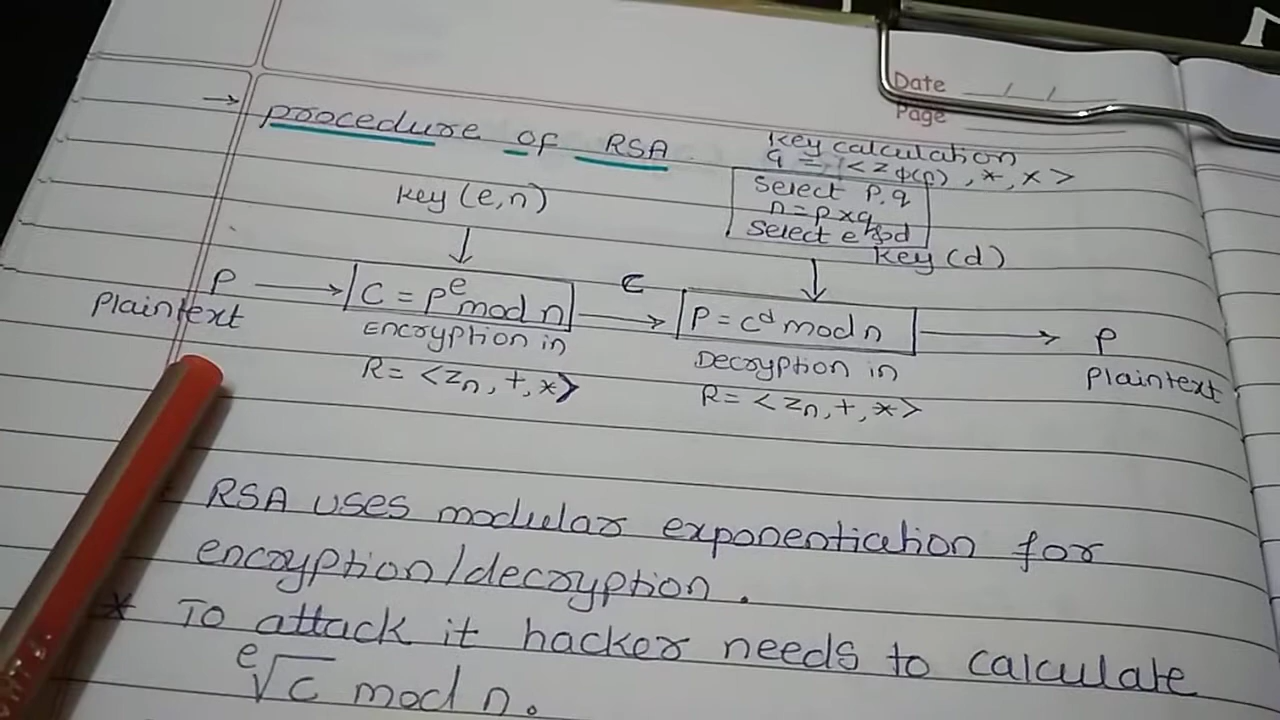 Date _ / _ / _
Page
→ procedure of RSA.
Key calculation
G = <Zϕ(n), *, x>
Key (e,n)
Select P, q
n = p x q
Select e & d
Key (d)
P
Plaintext
C = P^e mod n
C
P = C^d mod n
P
Plaintext
Encryption in
R = <Zn, +, *>
Decryption in
R = <Zn, +, *>
RSA uses modular exponentiation for
encryption/decryption.
* To attack it hacker needs to calculate
e√C mod n.